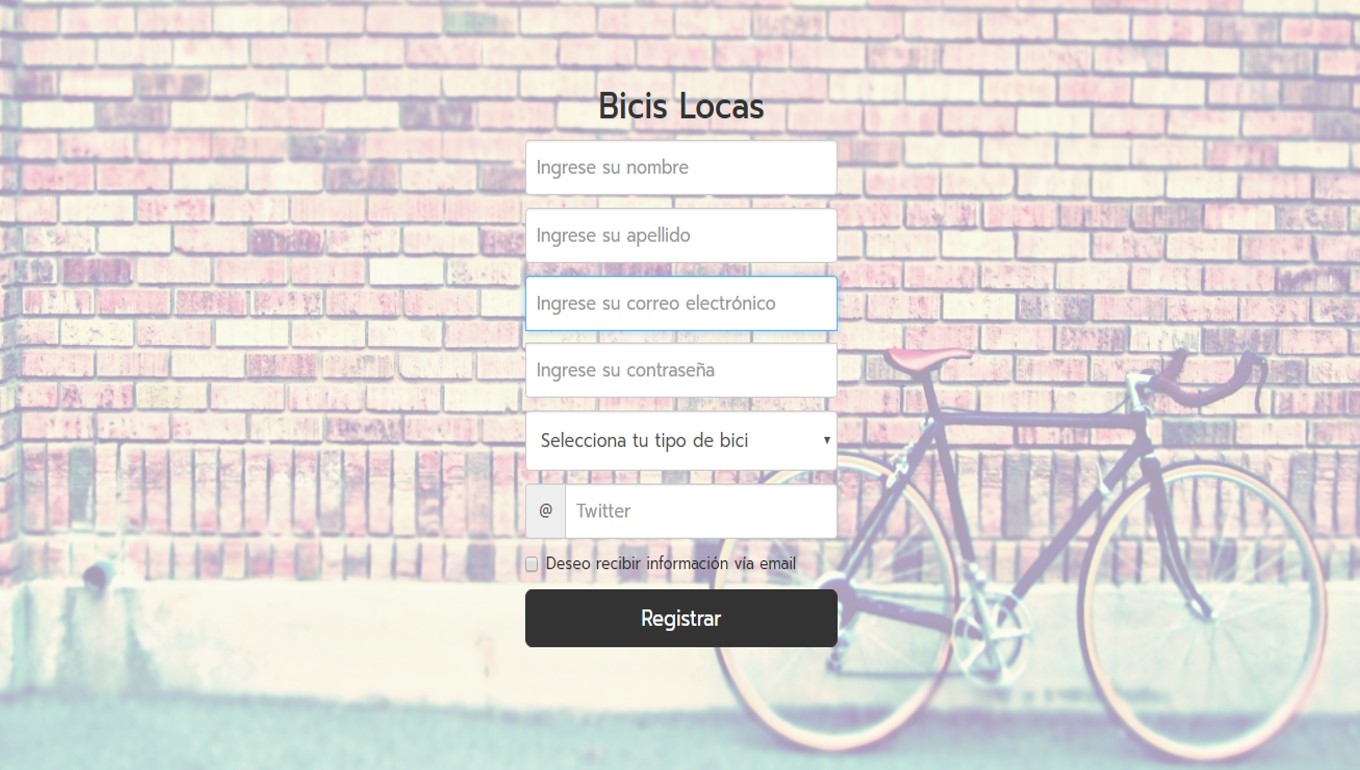 Bicis Locas
Ingrese su nombre
Ingrese su apellido
Ingrese su correo electrónico
Ingrese su contraseña
Selecciona tu tipo de bici
@ Twitter
Deseo recibir información vía email
Registrar